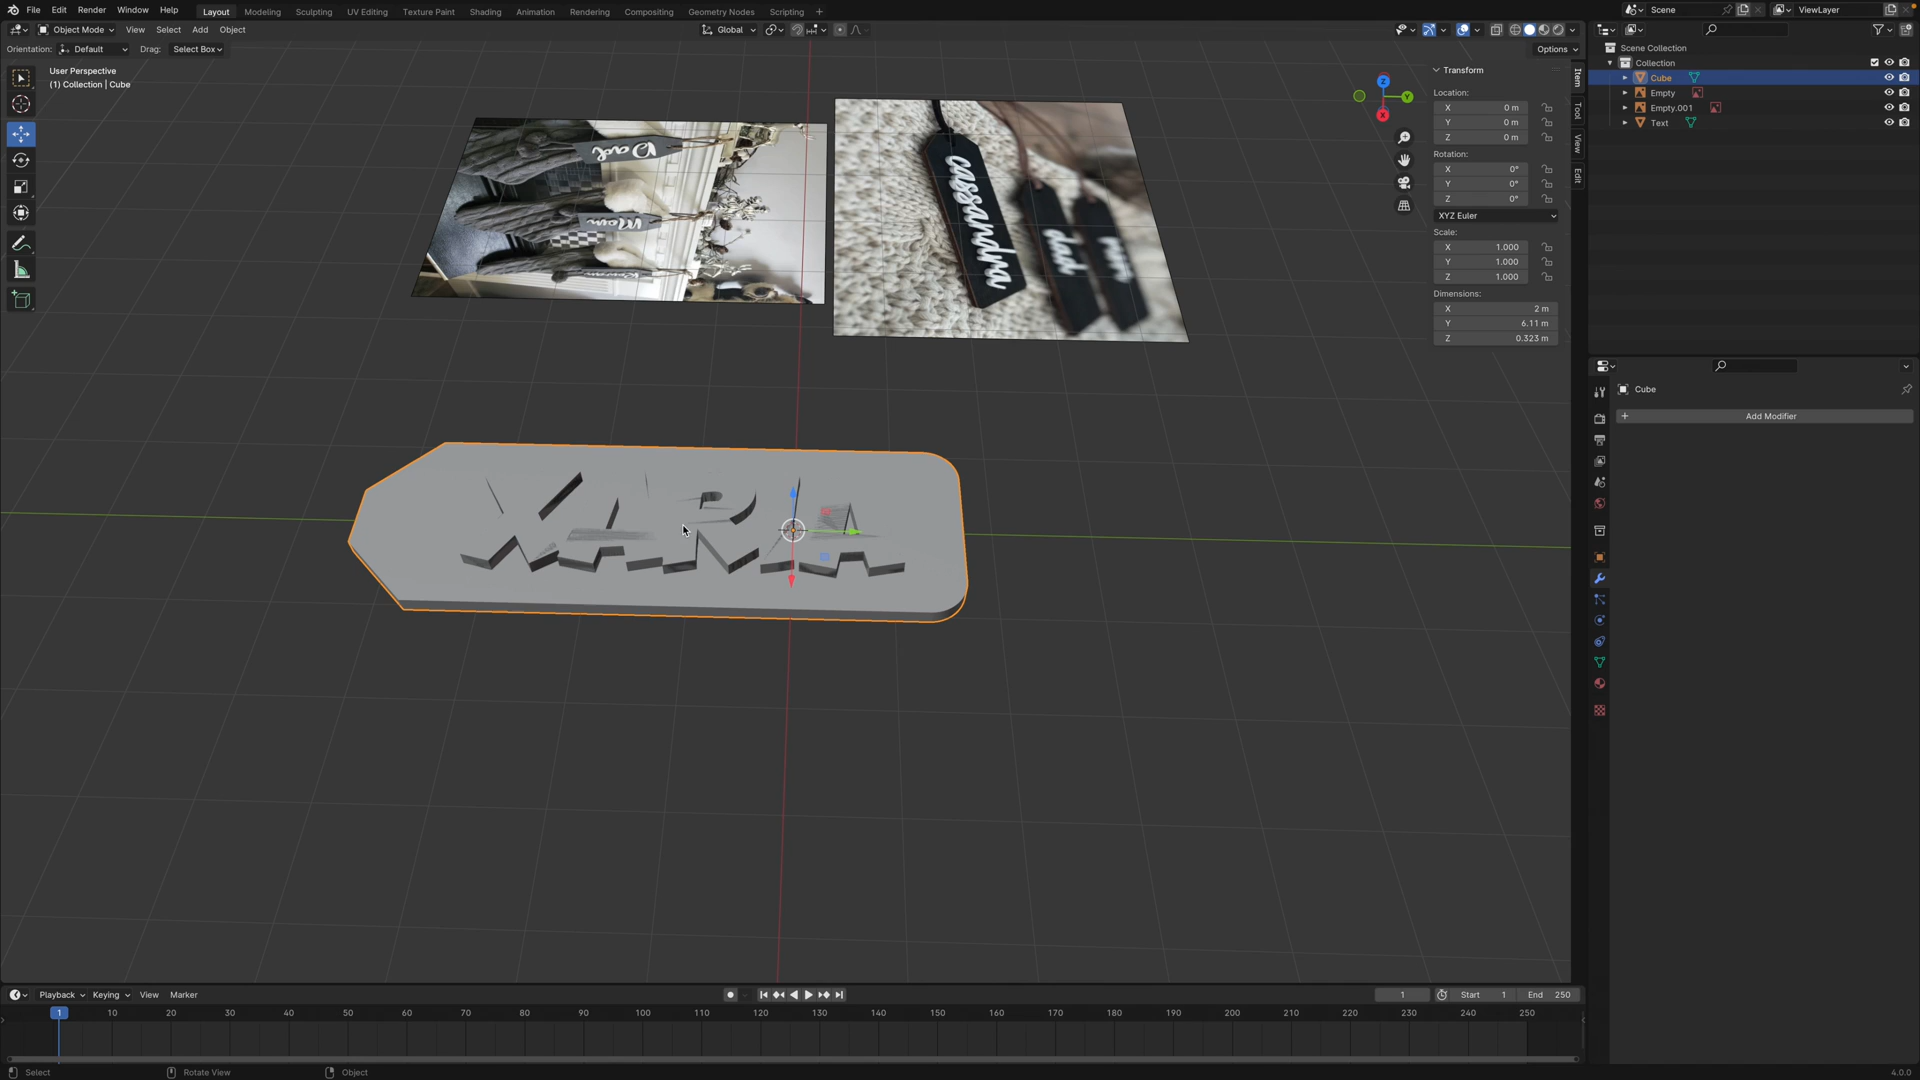 File Edit Render Window Help Layout Modeling Sculpting UV Editing Texture Paint Shading Animation Rendering Compositing Geometry Nodes Scripting + Scene ViewLayer
Object Mode View Select Add Object Global
Orientation: Default Drag: Select Box Options
User Perspective
(1) Collection | Cube
Scene Collection
Collection
Cube
Empty
Empty.001
Text
Transform
Location:
X 0 m
Y 0 m
Z 0 m
Rotation:
X 0°
Y 0°
Z 0°
XYZ Euler
Scale:
X 1.000
Y 1.000
Z 1.000
Dimensions:
X 2 m
Y 6.11 m
Z 0.323 m
Item
Tool
View
Edit
Z
Y
X
Dad
Mom
cassandra
dad
mom
Cube
Add Modifier
Playback Keying View Marker 1 Start 1 End 250
1 10 20 30 40 50 60 70 80 90 100 110 120 130 140 150 160 170 180 190 200 210 220 230 240 250
Select Rotate View Object 4.0.0